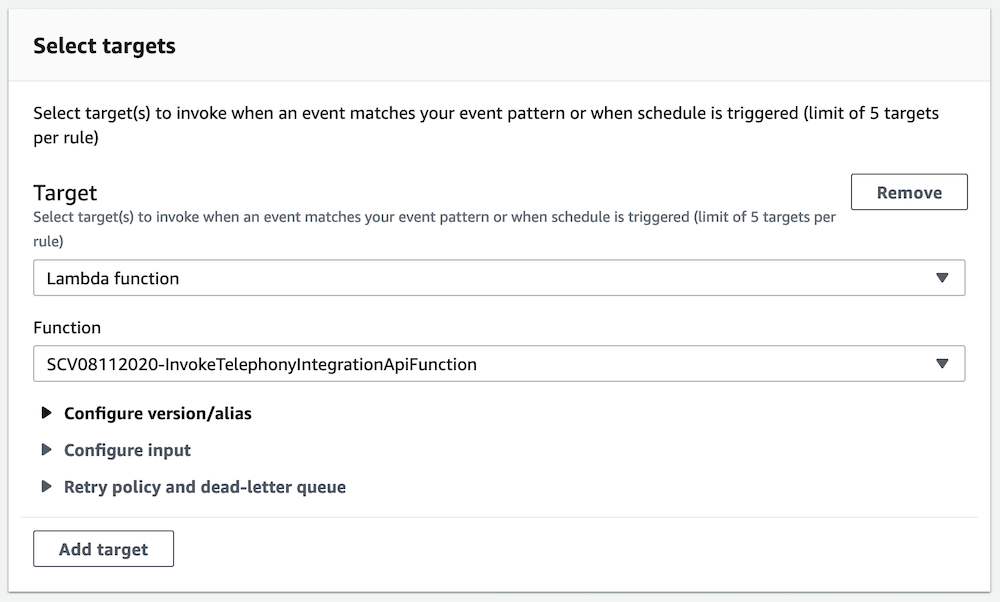 Select targets
Select target(s) to invoke when an event matches your event pattern or when schedule is triggered (limit of 5 targets
per rule)
Target
Remove
Select target(s) to invoke when an event matches your event pattern or when schedule is triggered (limit of 5 targets per
rule)
Lambda function
Function
SCV08112020-InvokeTelephonyIntegrationApiFunction
Configure version/alias
Configure input
Retry policy and dead-letter queue
Add target